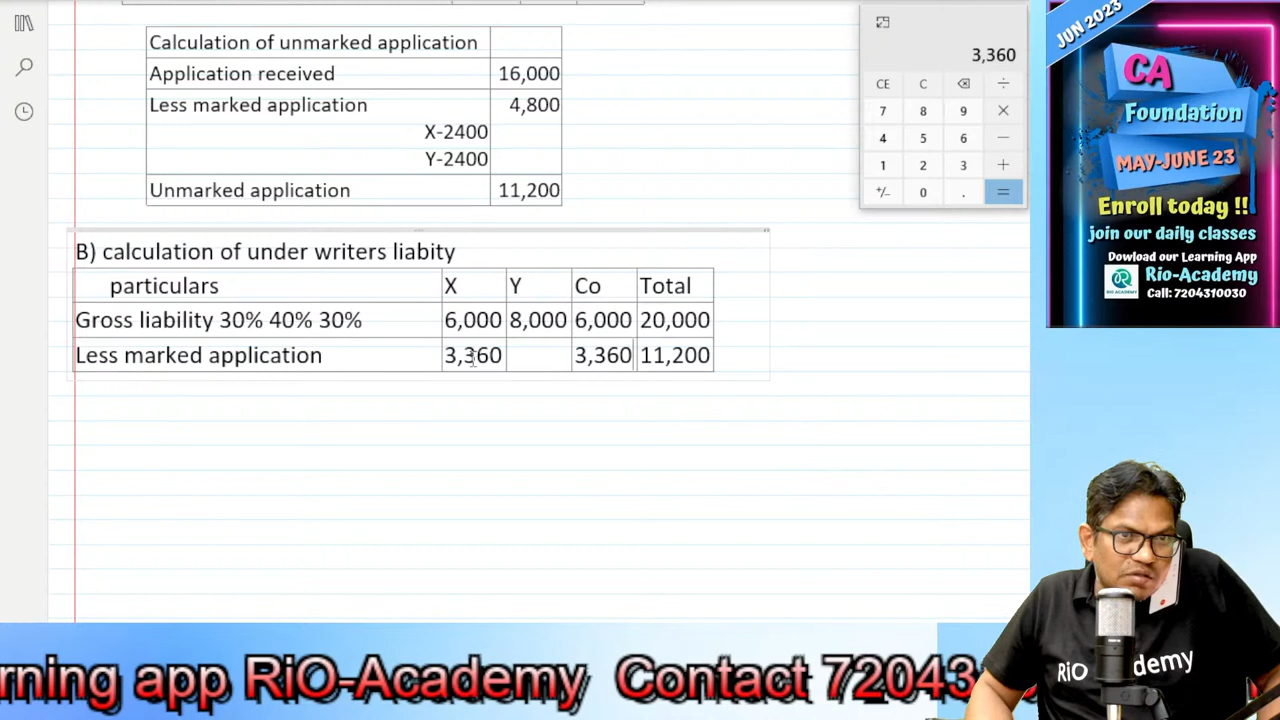 Calculation of unmarked application
Application received 16,000
Less marked application 4,800
X-2400
Y-2400
Unmarked application 11,200
B) calculation of under writers liabity
particulars X Y Co Total
Gross liability 30% 40% 30% 6,000 8,000 6,000 20,000
Less marked application 3,360 3,360 11,200
3,360
CE C ⌫ ÷
7 8 9 ×
4 5 6 −
1 2 3 +
+/− 0 . =
JUN 2023
CA
Foundation
MAY-JUNE 23
Enroll today !!
join our daily classes
Dowload our Learning App
RIO ACADEMY
Rio-Academy
Call: 7204310030
RiO demy
rning app RiO-Academy Contact 72043